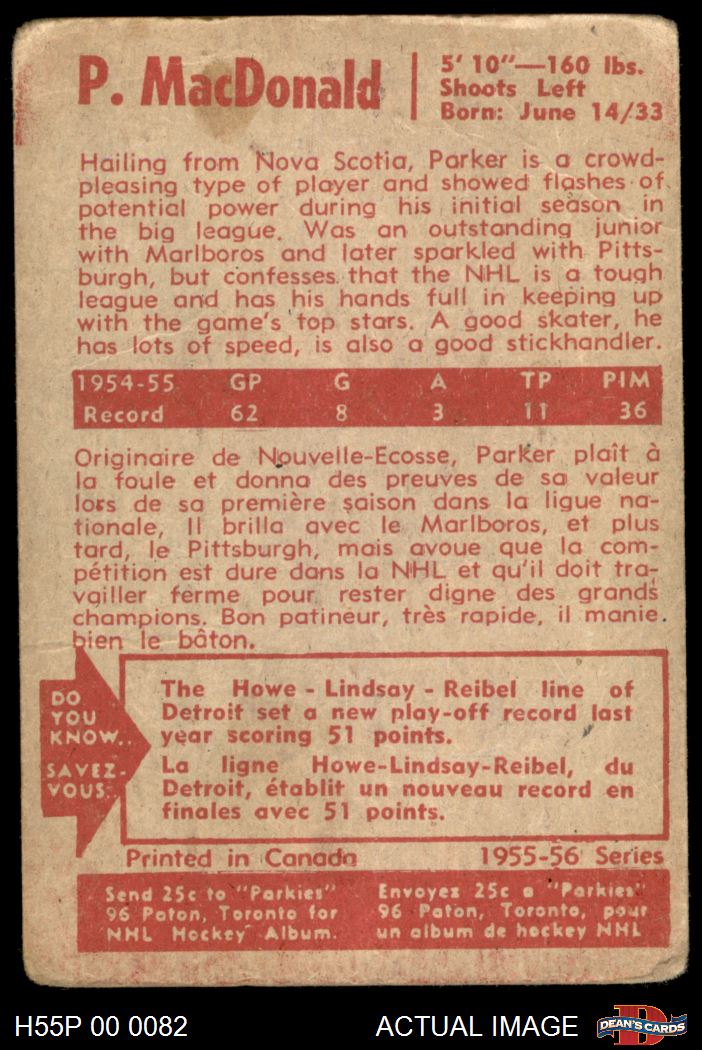 P. MacDonald
5' 10"—160 lbs.
Shoots Left
Born: June 14/33
Hailing from Nova Scotia, Parker is a crowd-
pleasing type of player and showed flashes of
potential power during his initial season in
the big league. Was an outstanding junior
with Marlboros and later sparkled with Pitts-
burgh, but confesses that the NHL is a tough
league and has his hands full in keeping up
with the game's top stars. A good skater, he
has lots of speed, is also a good stickhandler.
1954-55 GP G A TP PIM
Record 62 8 3 11 36
Originaire de Nouvelle-Ecosse, Parker plaît à
la foule et donna des preuves de sa valeur
lors de sa première saison dans la ligue na-
tionale, Il brilla avec le Marlboros, et plus
tard, le Pittsburgh, mais avoue que la com-
pétition est dure dans la NHL et qu'il doit tra-
vailler ferme pour rester digne des grands
champions. Bon patineur, très rapide, il manie
bien le bâton.
DO
YOU
KNOW..
SAVEZ-
VOUS..
The Howe - Lindsay - Reibel line of
Detroit set a new play-off record last
year scoring 51 points.
La ligne Howe-Lindsay-Reibel, du
Detroit, établit un nouveau record en
finales avec 51 points.
Printed in Canada 1955-56 Series
Send 25c to "Parkies"
96 Paton, Toronto for
NHL Hockey Album.
Envoyez 25c a "Parkies"
96 Paton, Toronto, pour
un album de hockey NHL
H55P 00 0082 ACTUAL IMAGE
D
DEAN'S CARDS